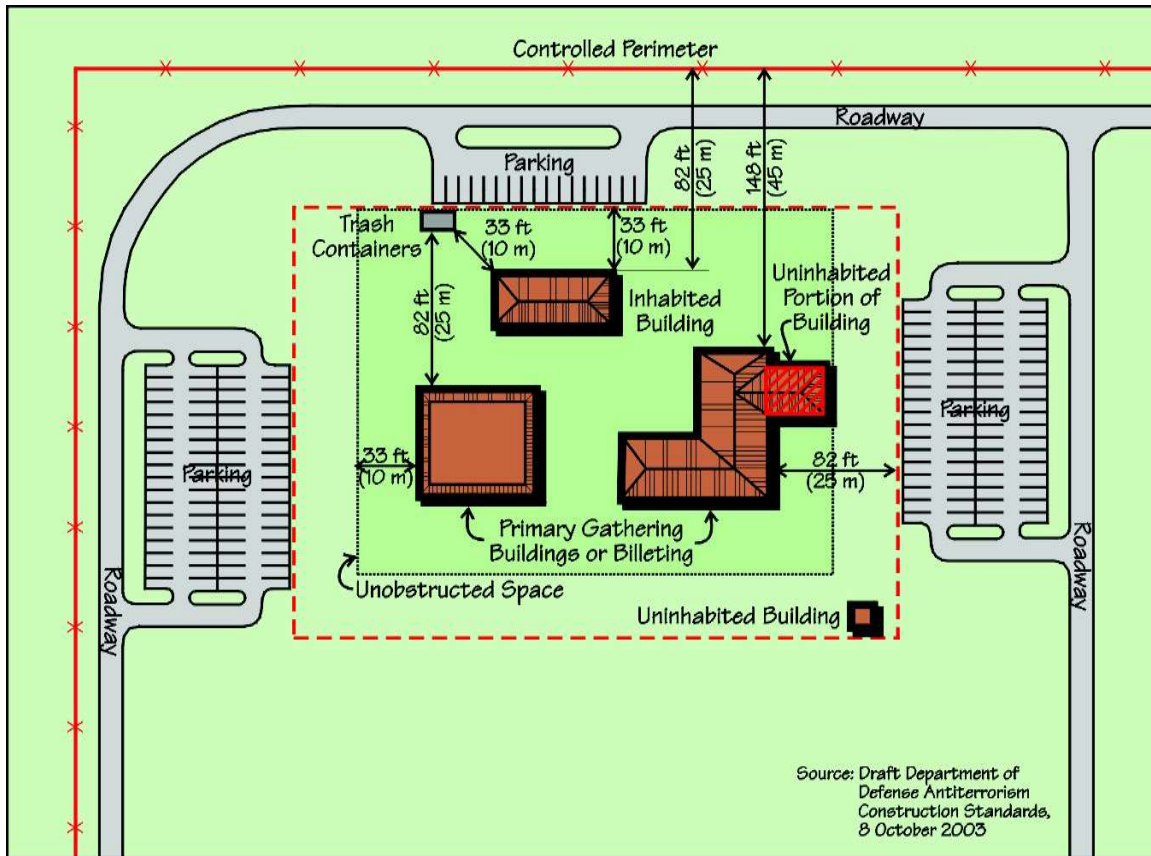 Controlled Perimeter
Roadway
Parking
82 ft
(25 m)
148 ft
(45 m)
Trash
Containers
33 ft
(10 m)
33 ft
(10 m)
Uninhabited
Portion of
Building
Inhabited
Building
82 ft
(25 m)
Parking
Parking
33 ft
(10 m)
82 ft
(25 m)
Primary Gathering
Buildings or Billeting
Unobstructed Space
Roadway
Roadway
Uninhabited Building
Source: Draft Department of
Defense Antiterrorism
Construction Standards,
8 October 2003